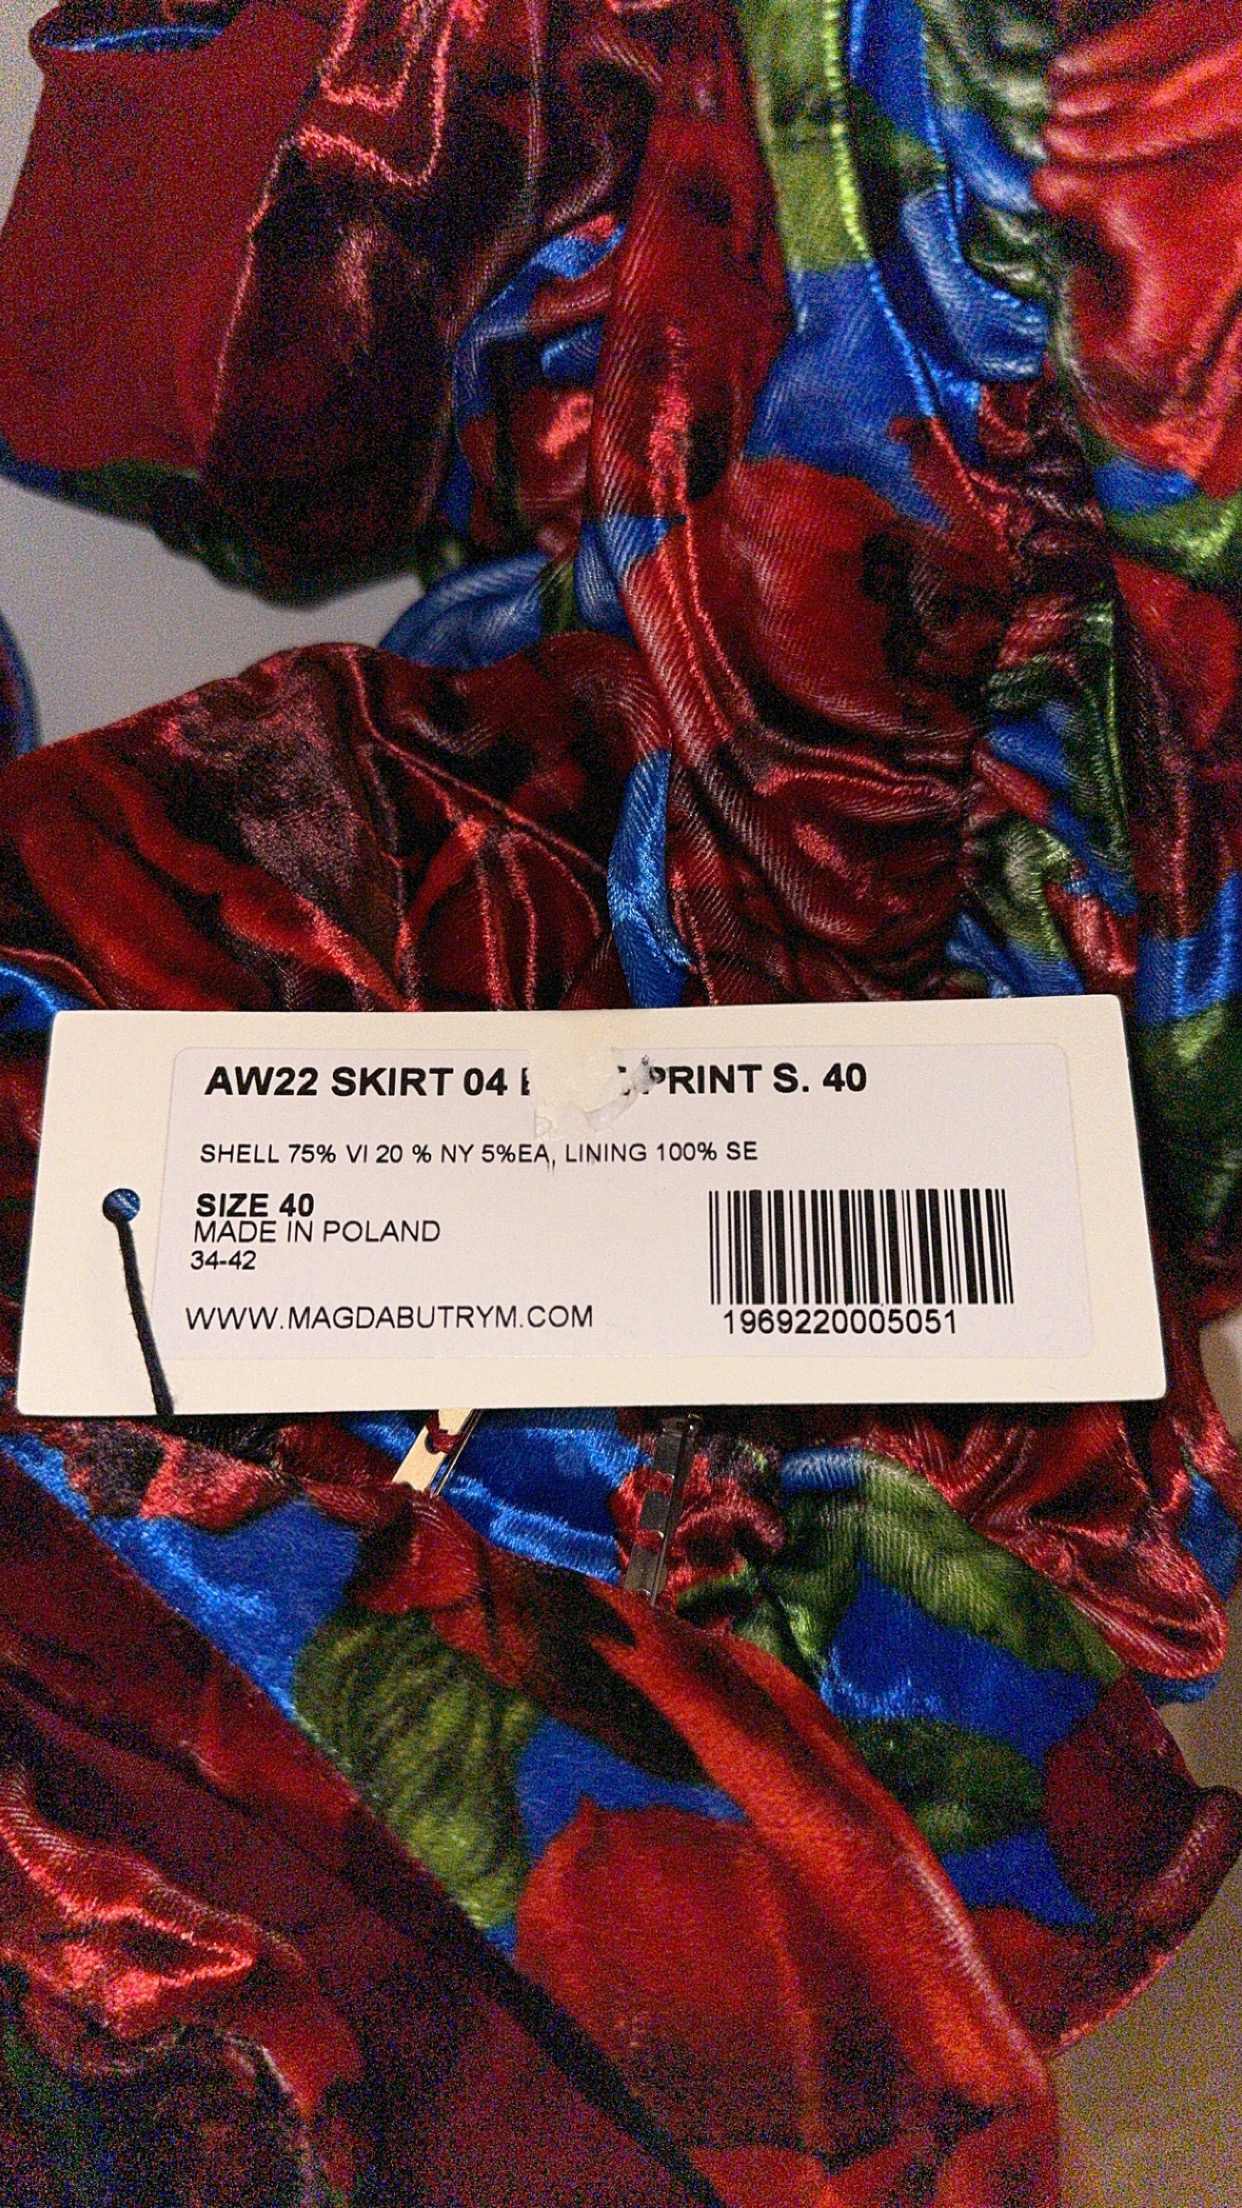 AW22 SKIRT 04 PRINT S. 40
SHELL 75% VI 20 % NY 5%EA, LINING 100% SE
SIZE 40
MADE IN POLAND
34-42
WWW.MAGDABUTRYM.COM
1969220005051